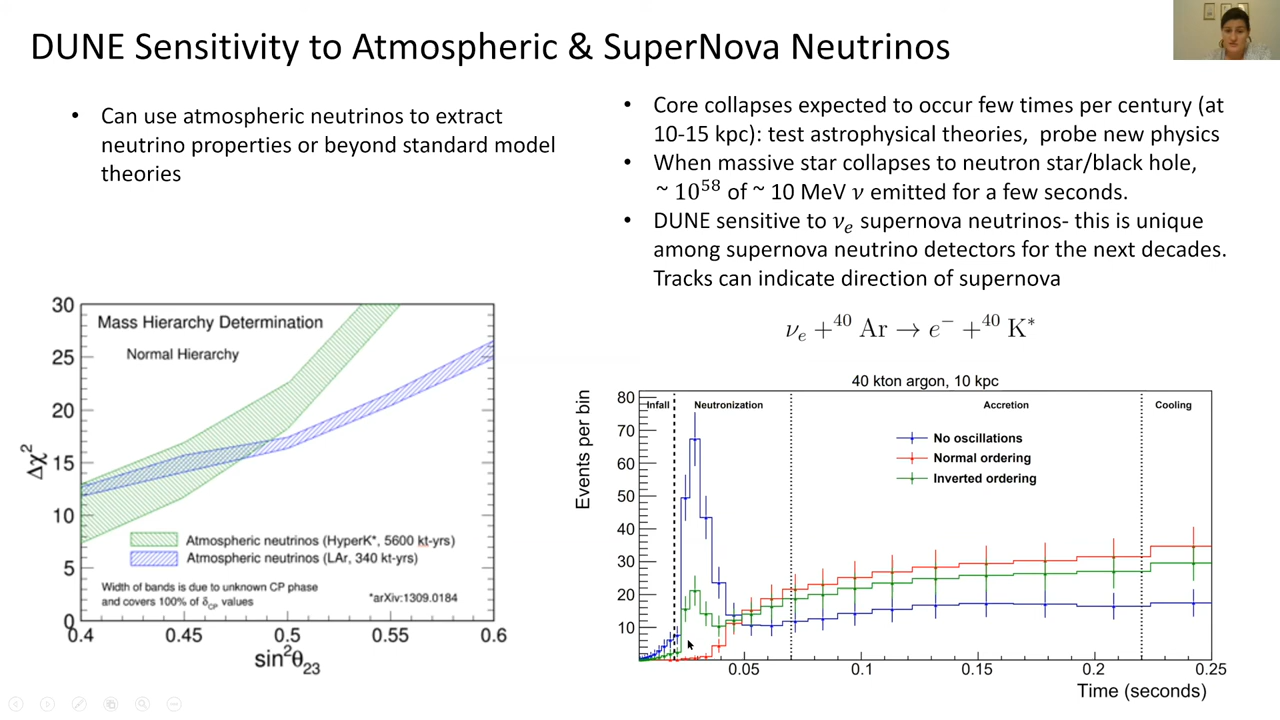 DUNE Sensitivity to Atmospheric & SuperNova Neutrinos
• Can use atmospheric neutrinos to extract
neutrino properties or beyond standard model
theories
• Core collapses expected to occur few times per century (at
10-15 kpc): test astrophysical theories, probe new physics
• When massive star collapses to neutron star/black hole,
~ 10⁵⁸ of ~ 10 MeV ν emitted for a few seconds.
• DUNE sensitive to νₑ supernova neutrinos- this is unique
among supernova neutrino detectors for the next decades.
Tracks can indicate direction of supernova
νₑ +⁴⁰ Ar → e⁻ +⁴⁰ K*
30
25
20
15
10
5
0
Δχ²
Mass Hierarchy Determination
Normal Hierarchy
Atmospheric neutrinos (HyperK*, 5600 kt-yrs)
Atmospheric neutrinos (LAr, 340 kt-yrs)
Width of bands is due to unknown CP phase
and covers 100% of δCP values
*arXiv:1309.0184
0.4 0.45 0.5 0.55 0.6
sin²θ₂₃
40 kton argon, 10 kpc
Events per bin
80
70
60
50
40
30
20
10
Infall Neutronization Accretion Cooling
No oscillations
Normal ordering
Inverted ordering
0.05 0.1 0.15 0.2 0.25
Time (seconds)